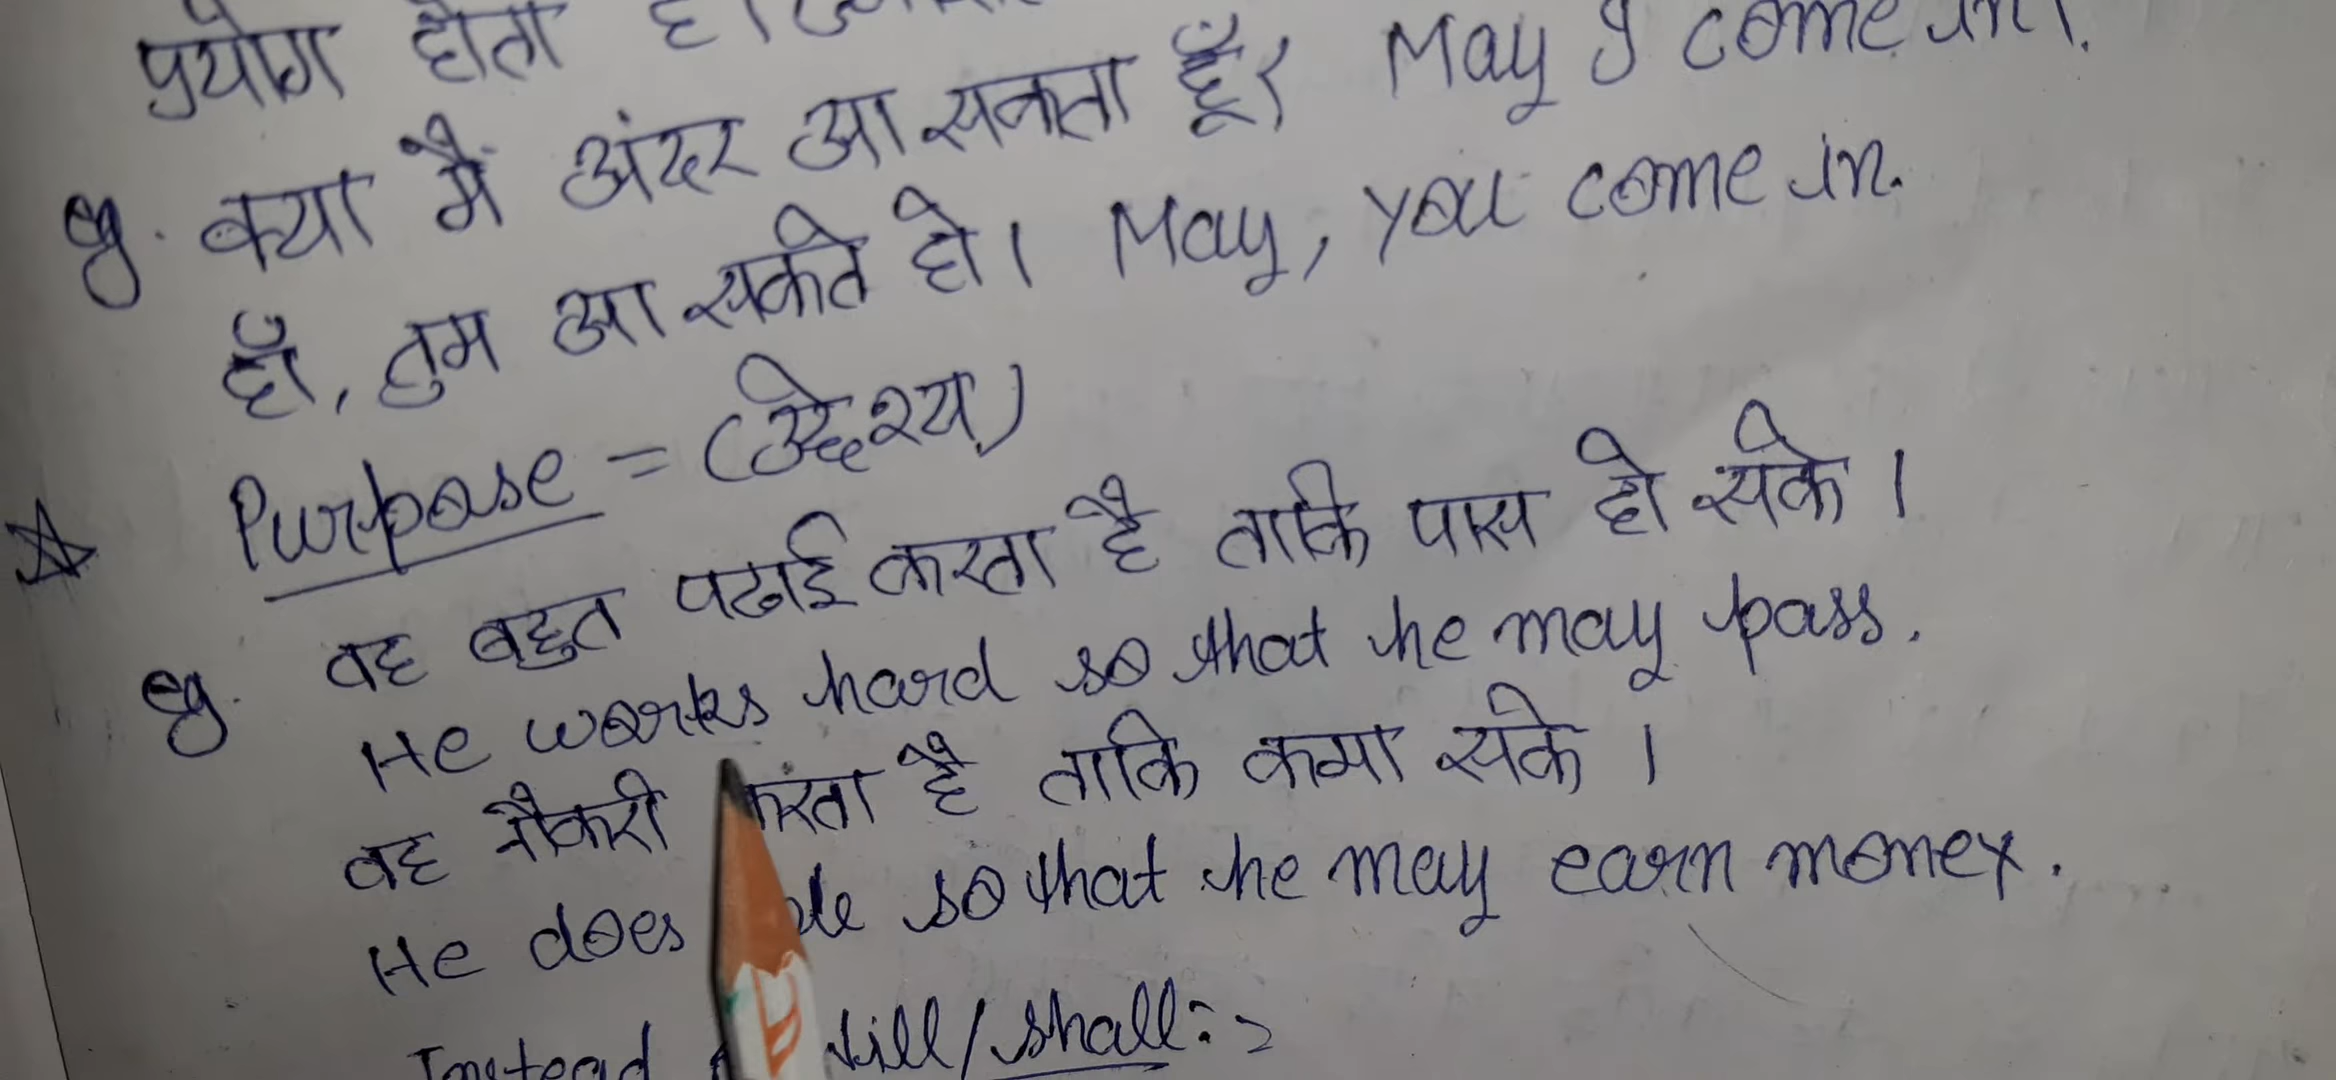 प्रयोग होता है।
eg. क्या मैं अंदर आ सकता हूँ। May I come in।.
हाँ, तुम आ सकते हो। May, you come in.
Purpose = (उद्देश्य)
eg. वह बहुत पढाई करता है ताकि पास हो सके।
He works hard so that he may pass.
वह नौकरी करता है ताकि कमा सके।
He does so that he may earn money.
Instead will/shall:>